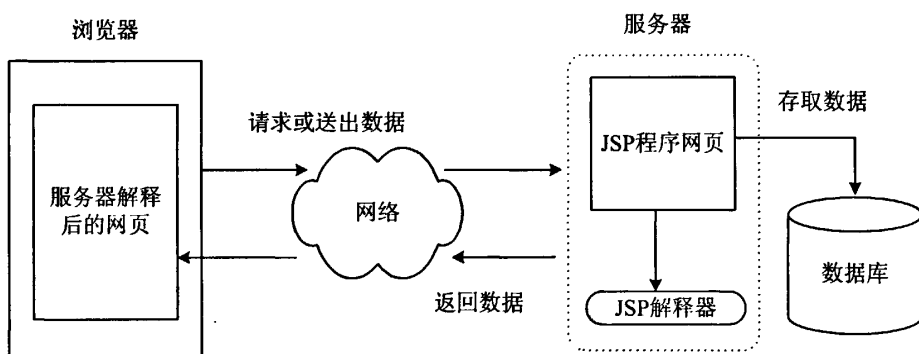 浏览器
服务器
请求或送出数据
JSP程序网页
存取数据
服务器解释
后的网页
网络
数据库
返回数据
JSP解释器